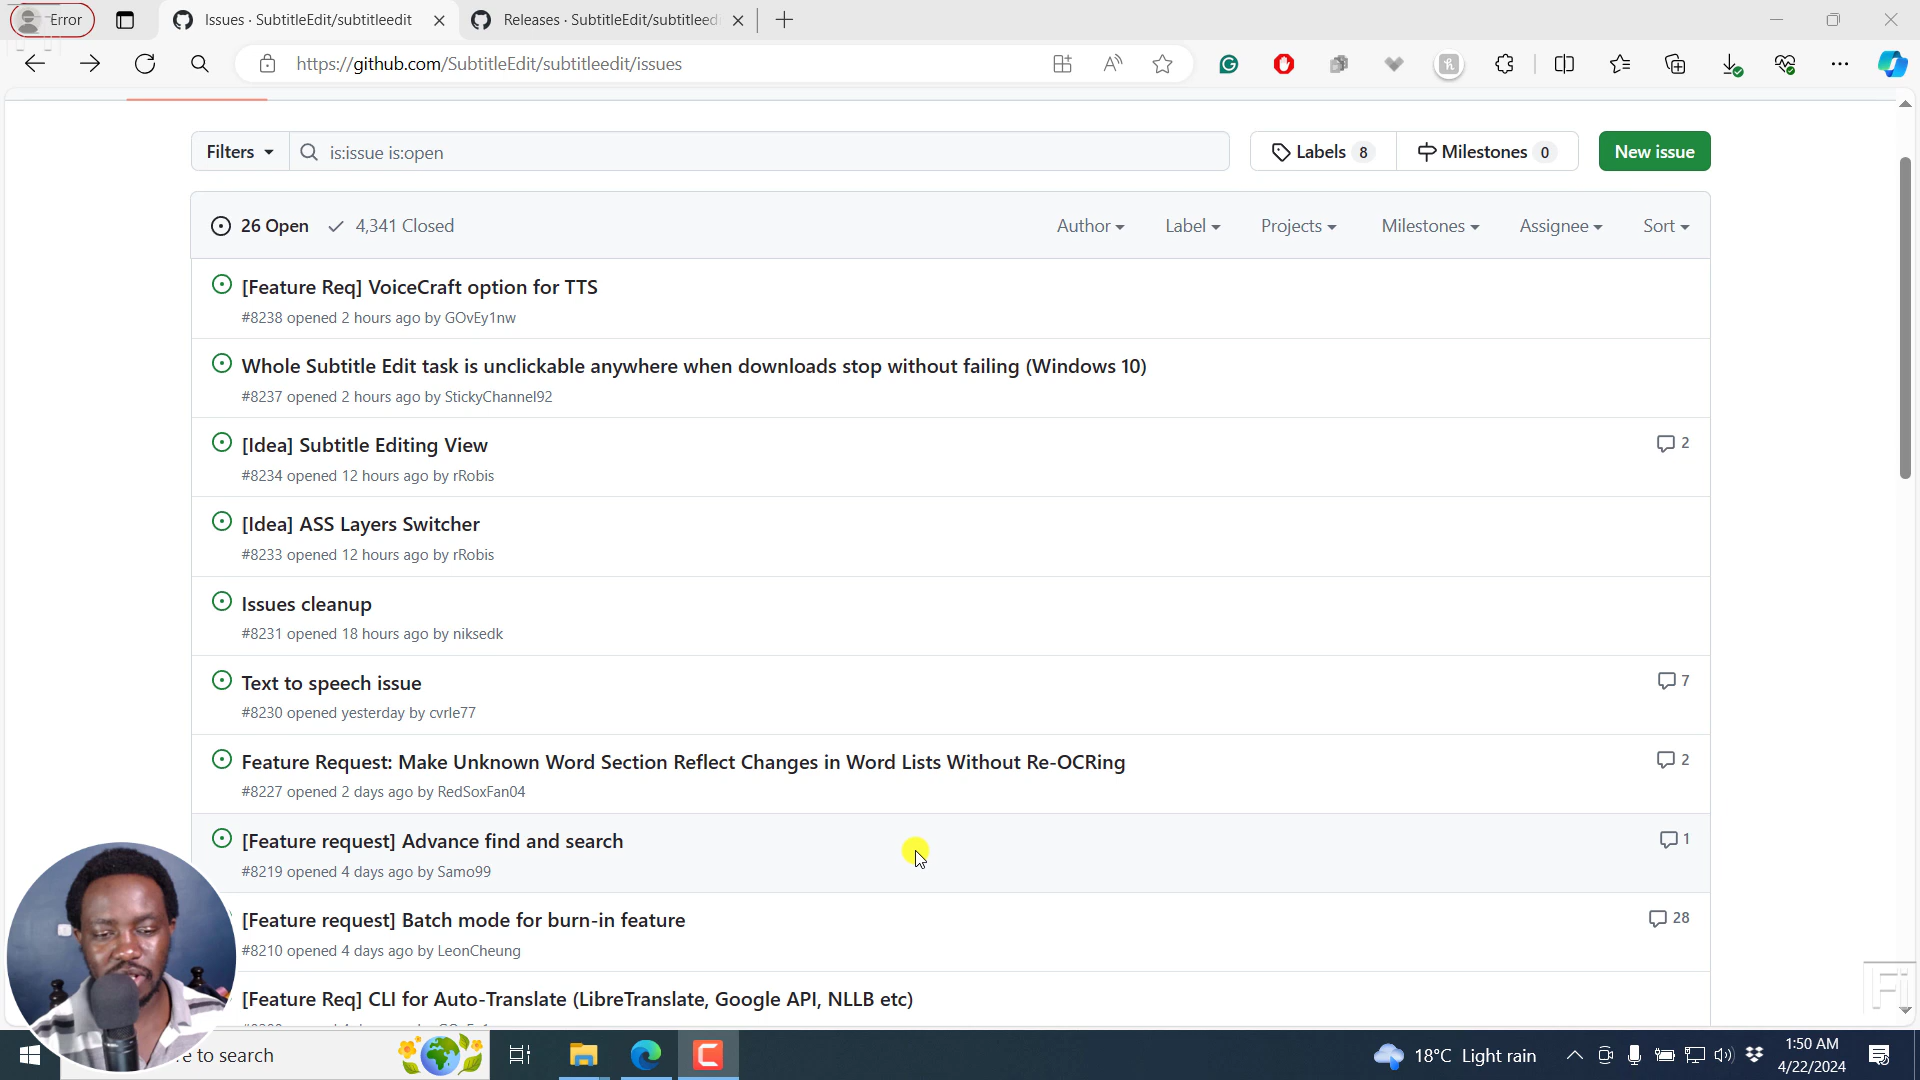 Error
Issues · SubtitleEdit/subtitleedit
Releases · SubtitleEdit/subtitleed
https://github.com/SubtitleEdit/subtitleedit/issues
Filters
is:issue is:open
Labels 8
Milestones 0
New issue
26 Open
4,341 Closed
Author
Label
Projects
Milestones
Assignee
Sort
[Feature Req] VoiceCraft option for TTS
#8238 opened 2 hours ago by GOvEy1nw
Whole Subtitle Edit task is unclickable anywhere when downloads stop without failing (Windows 10)
#8237 opened 2 hours ago by StickyChannel92
[Idea] Subtitle Editing View
2
#8234 opened 12 hours ago by rRobis
[Idea] ASS Layers Switcher
#8233 opened 12 hours ago by rRobis
Issues cleanup
#8231 opened 18 hours ago by niksedk
Text to speech issue
7
#8230 opened yesterday by cvrle77
Feature Request: Make Unknown Word Section Reflect Changes in Word Lists Without Re-OCRing
2
#8227 opened 2 days ago by RedSoxFan04
[Feature request] Advance find and search
1
#8219 opened 4 days ago by Samo99
[Feature request] Batch mode for burn-in feature
28
#8210 opened 4 days ago by LeonCheung
[Feature Req] CLI for Auto-Translate (LibreTranslate, Google API, NLLB etc)
to search
18°C Light rain
1:50 AM
4/22/2024